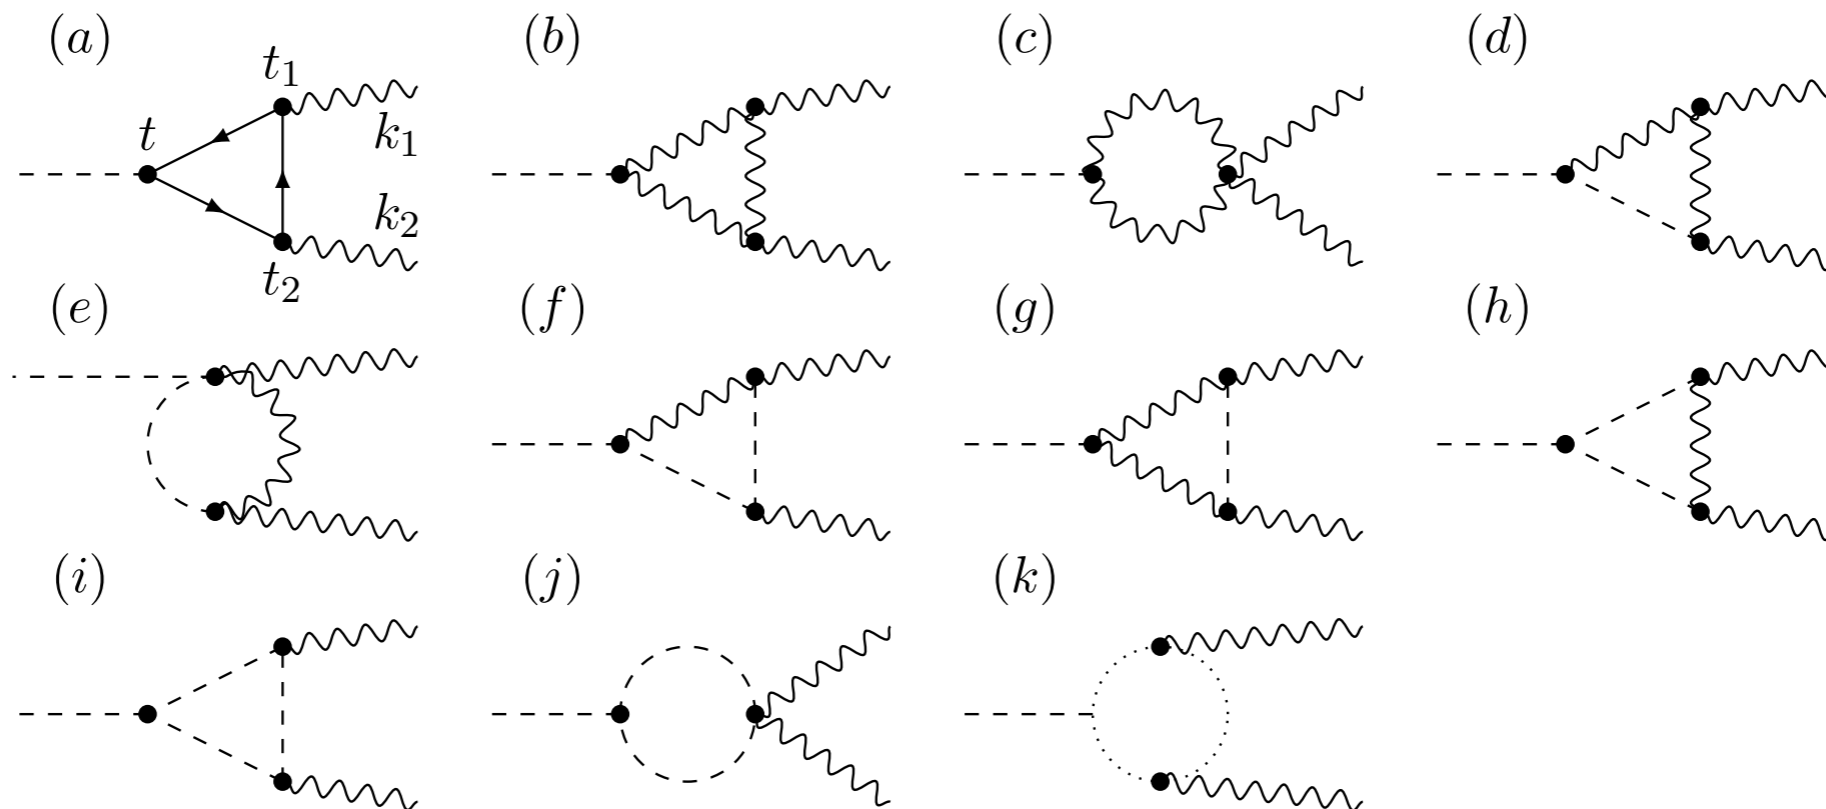 (a) (b) (c) (d)
t₁
t
k₁
k₂
t₂
(e) (f) (g) (h)
(i) (j) (k)